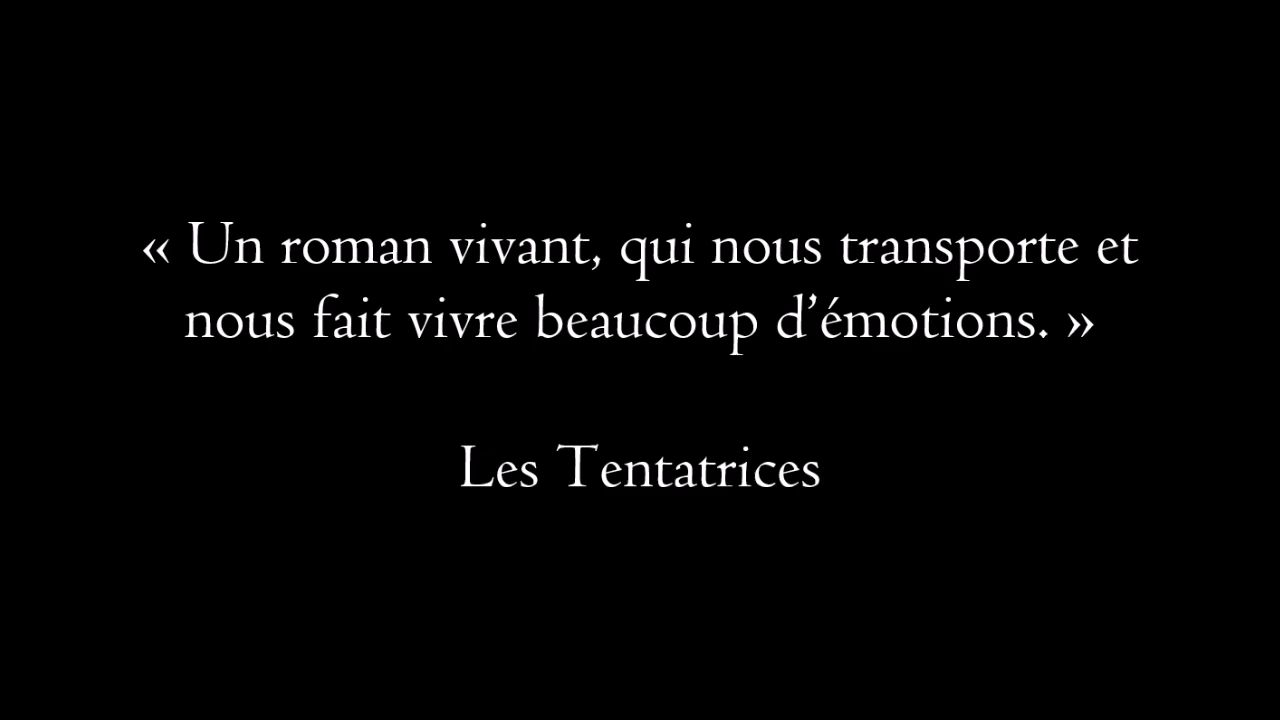 « Un roman vivant, qui nous transporte et
nous fait vivre beaucoup d’émotions. »
Les Tentatrices